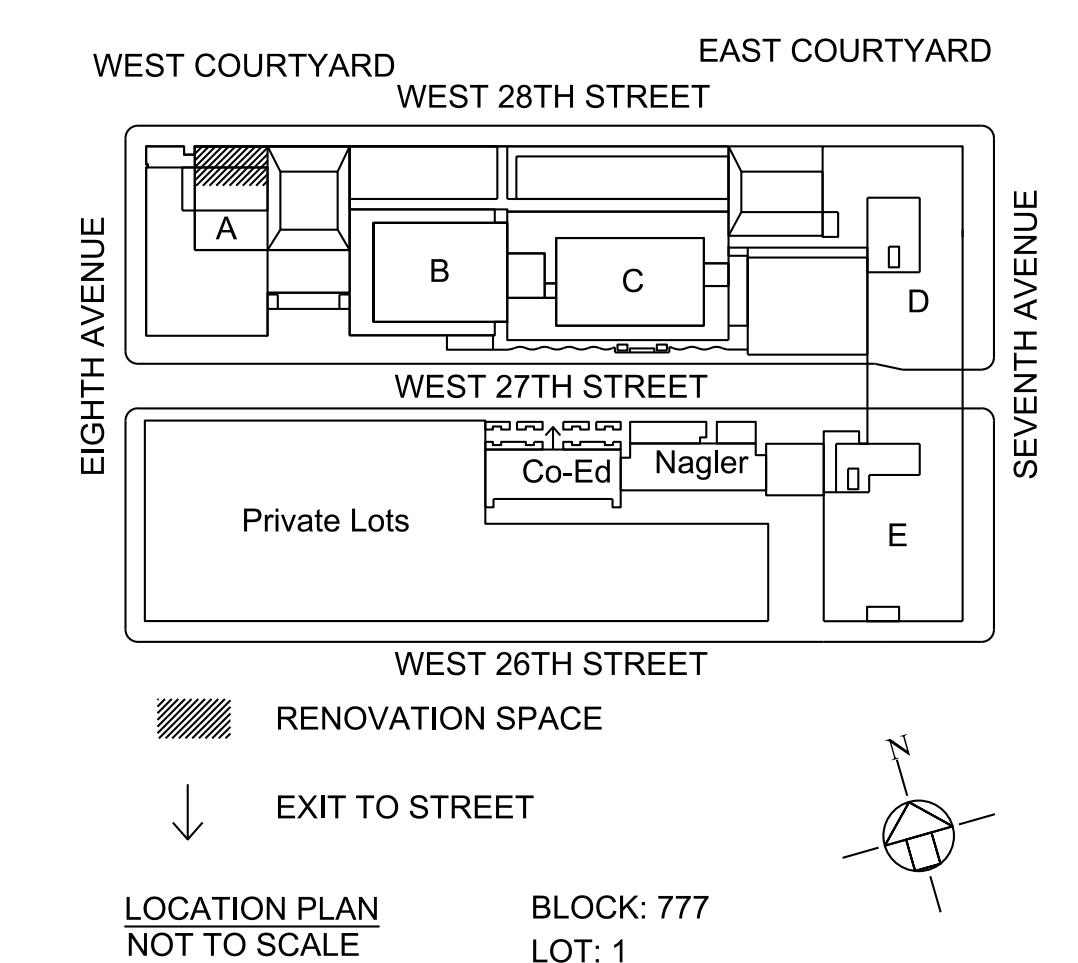 WEST COURTYARD
EAST COURTYARD
WEST 28TH STREET
EIGHTH AVENUE
SEVENTH AVENUE
A
B
C
D
WEST 27TH STREET
Co-Ed
Nagler
Private Lots
E
WEST 26TH STREET
RENOVATION SPACE
EXIT TO STREET
N
LOCATION PLAN
NOT TO SCALE
BLOCK: 777
LOT: 1